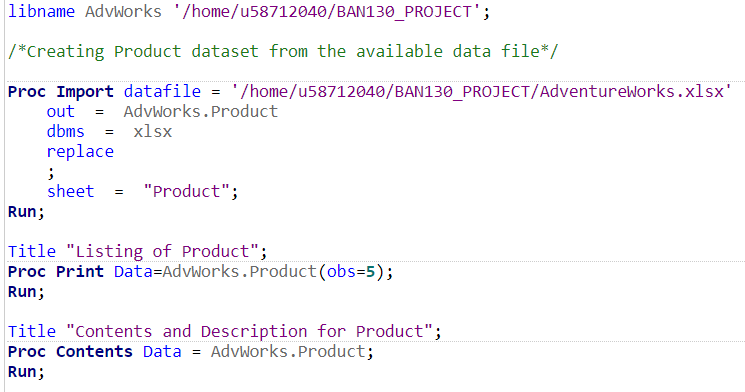 libname AdvWorks '/home/u58712040/BAN130_PROJECT';
/*Creating Product dataset from the available data file*/
Proc Import datafile = '/home/u58712040/BAN130_PROJECT/AdventureWorks.xlsx'
out = AdvWorks.Product
dbms = xlsx
replace
;
sheet = "Product";
Run;
Title "Listing of Product";
Proc Print Data=AdvWorks.Product(obs=5);
Run;
Title "Contents and Description for Product";
Proc Contents Data = AdvWorks.Product;
Run;